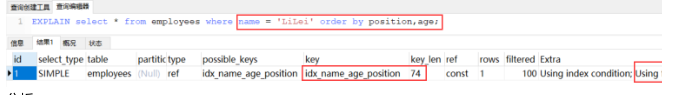 查询创建工具 查询编辑器
1 EXPLAIN select * from employees where name = 'LiLei' order by position,age;
信息 结果1 概况 状态
id select_type table partitic type possible_keys key key_len ref rows filtered Extra
1 SIMPLE employees (Null) ref idx_name_age_position idx_name_age_position 74 const 1 100 Using index condition; Using